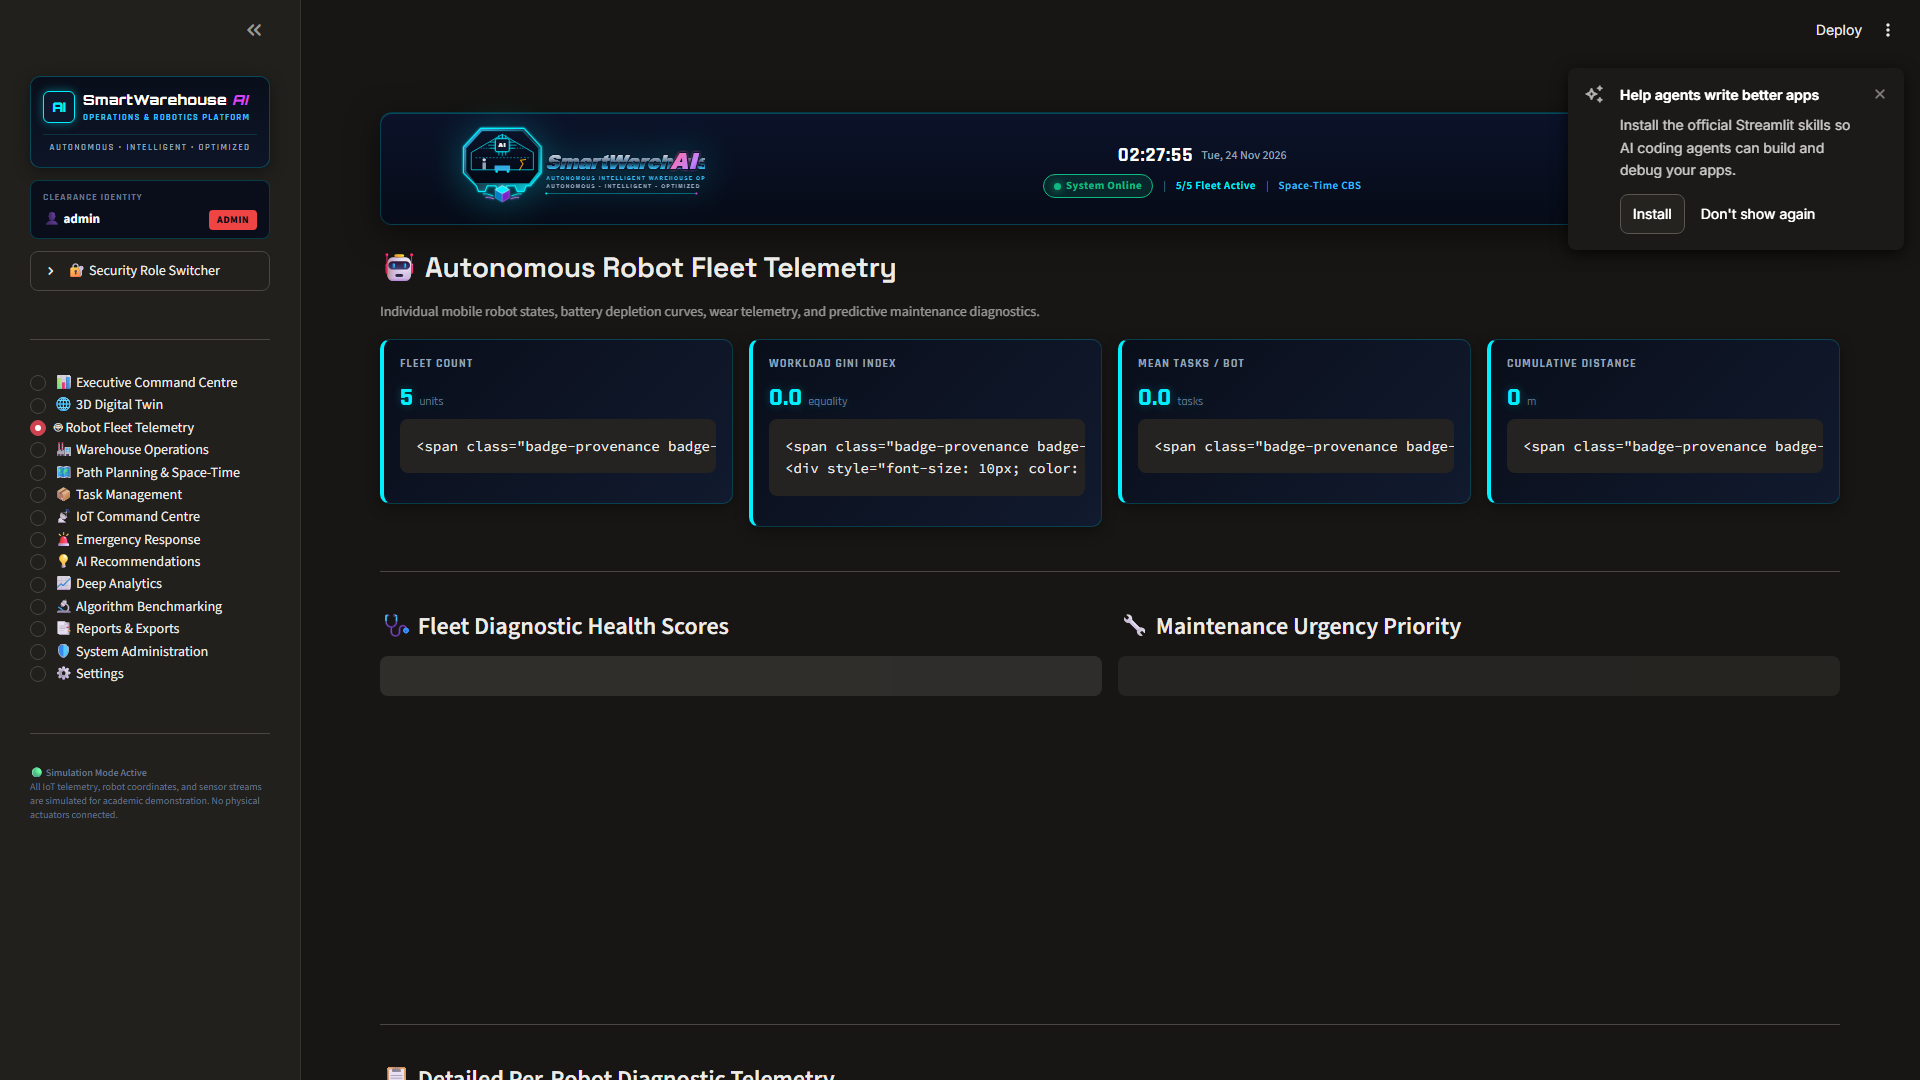 Deploy
AI
SmartWarehouse AI
OPERATIONS & ROBOTICS PLATFORM
AUTONOMOUS • INTELLIGENT • OPTIMIZED
CLEARANCE IDENTITY
admin
ADMIN
Security Role Switcher
Executive Command Centre
3D Digital Twin
Robot Fleet Telemetry
Warehouse Operations
Path Planning & Space-Time
Task Management
IoT Command Centre
Emergency Response
AI Recommendations
Deep Analytics
Algorithm Benchmarking
Reports & Exports
System Administration
Settings
Simulation Mode Active
All IoT telemetry, robot coordinates, and sensor streams
are simulated for academic demonstration. No physical
actuators connected.
AI
AUTONOMOUS INTELLIGENT WAREHOUSE OP
AUTONOMOUS • INTELLIGENT • OPTIMIZED
02:27:55 Tue, 24 Nov 2026
System Online | 5/5 Fleet Active | Space-Time CBS
Help agents write better apps
Install the official Streamlit skills so
AI coding agents can build and
debug your apps.
Install
Don't show again
Autonomous Robot Fleet Telemetry
Individual mobile robot states, battery depletion curves, wear telemetry, and predictive maintenance diagnostics.
FLEET COUNT
5 units
<span class="badge-provenance badge-
WORKLOAD GINI INDEX
0.0 equality
<span class="badge-provenance badge-
<div style="font-size: 10px; color:
MEAN TASKS / BOT
0.0 tasks
<span class="badge-provenance badge-
CUMULATIVE DISTANCE
0 m
<span class="badge-provenance badge-
Fleet Diagnostic Health Scores
Maintenance Urgency Priority
Detailed Per-Robot Diagnostic Telemetry